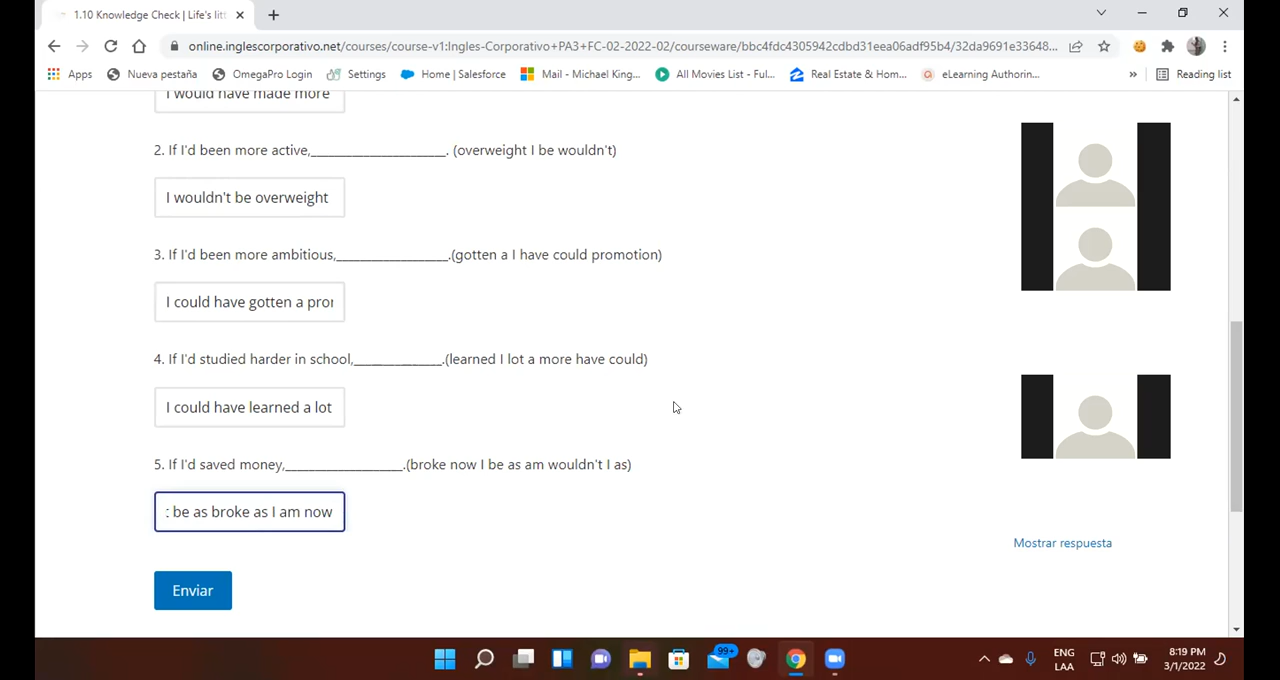 1.10 Knowledge Check | Life's litt
online.inglescorporativo.net/courses/course-v1:Ingles-Corporativo+PA3+FC-02-2022-02/courseware/bbc4fdc4305942cdbd31eea06adf95b4/32da9691e33648...
Apps Nueva pestaña OmegaPro Login Settings Home | Salesforce Mail - Michael King... All Movies List - Ful... Real Estate & Hom... eLearning Authorin... » Reading list
I would have made more
2. If I'd been more active,____________________. (overweight I be wouldn't)
I wouldn't be overweight
3. If I'd been more ambitious,________________.(gotten a I have could promotion)
I could have gotten a pro
4. If I'd studied harder in school,_____________.(learned I lot a more have could)
I could have learned a lot
5. If I'd saved money,_________________.(broke now I be as am wouldn't I as)
be as broke as I am now
Mostrar respuesta
Enviar
99+
ENG
LAA
8:19 PM
3/1/2022